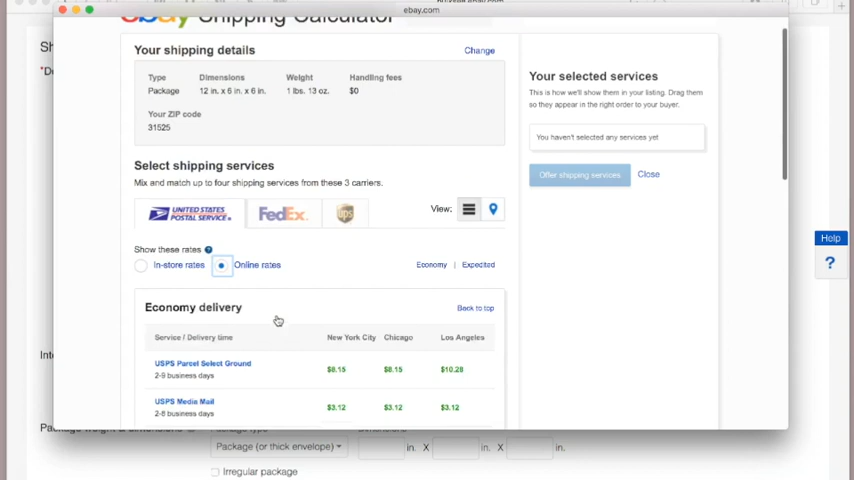 ebay.com
ebay Shipping Calculator
Your shipping details
Change
Type
Dimensions
Weight
Handling fees
Package
12 in. x 6 in. x 6 in.
1 lbs. 13 oz.
$0
Your ZIP code
31525
Select shipping services
Mix and match up to four shipping services from these 3 carriers.
UNITED STATES
POSTAL SERVICE
FedEx
ups
View:
Show these rates ?
In-store rates
Online rates
Economy | Expedited
Economy delivery
Back to top
Service / Delivery time
New York City
Chicago
Los Angeles
USPS Parcel Select Ground
2-9 business days
$8.15
$8.15
$10.28
USPS Media Mail
2-8 business days
$3.12
$3.12
$3.12
Your selected services
This is how we'll show them in your listing. Drag them
so they appear in the right order to your buyer.
You haven't selected any services yet
Offer shipping services
Close
Help
?
Package (or thick envelope)
in. X
in. X
in.
Irregular package